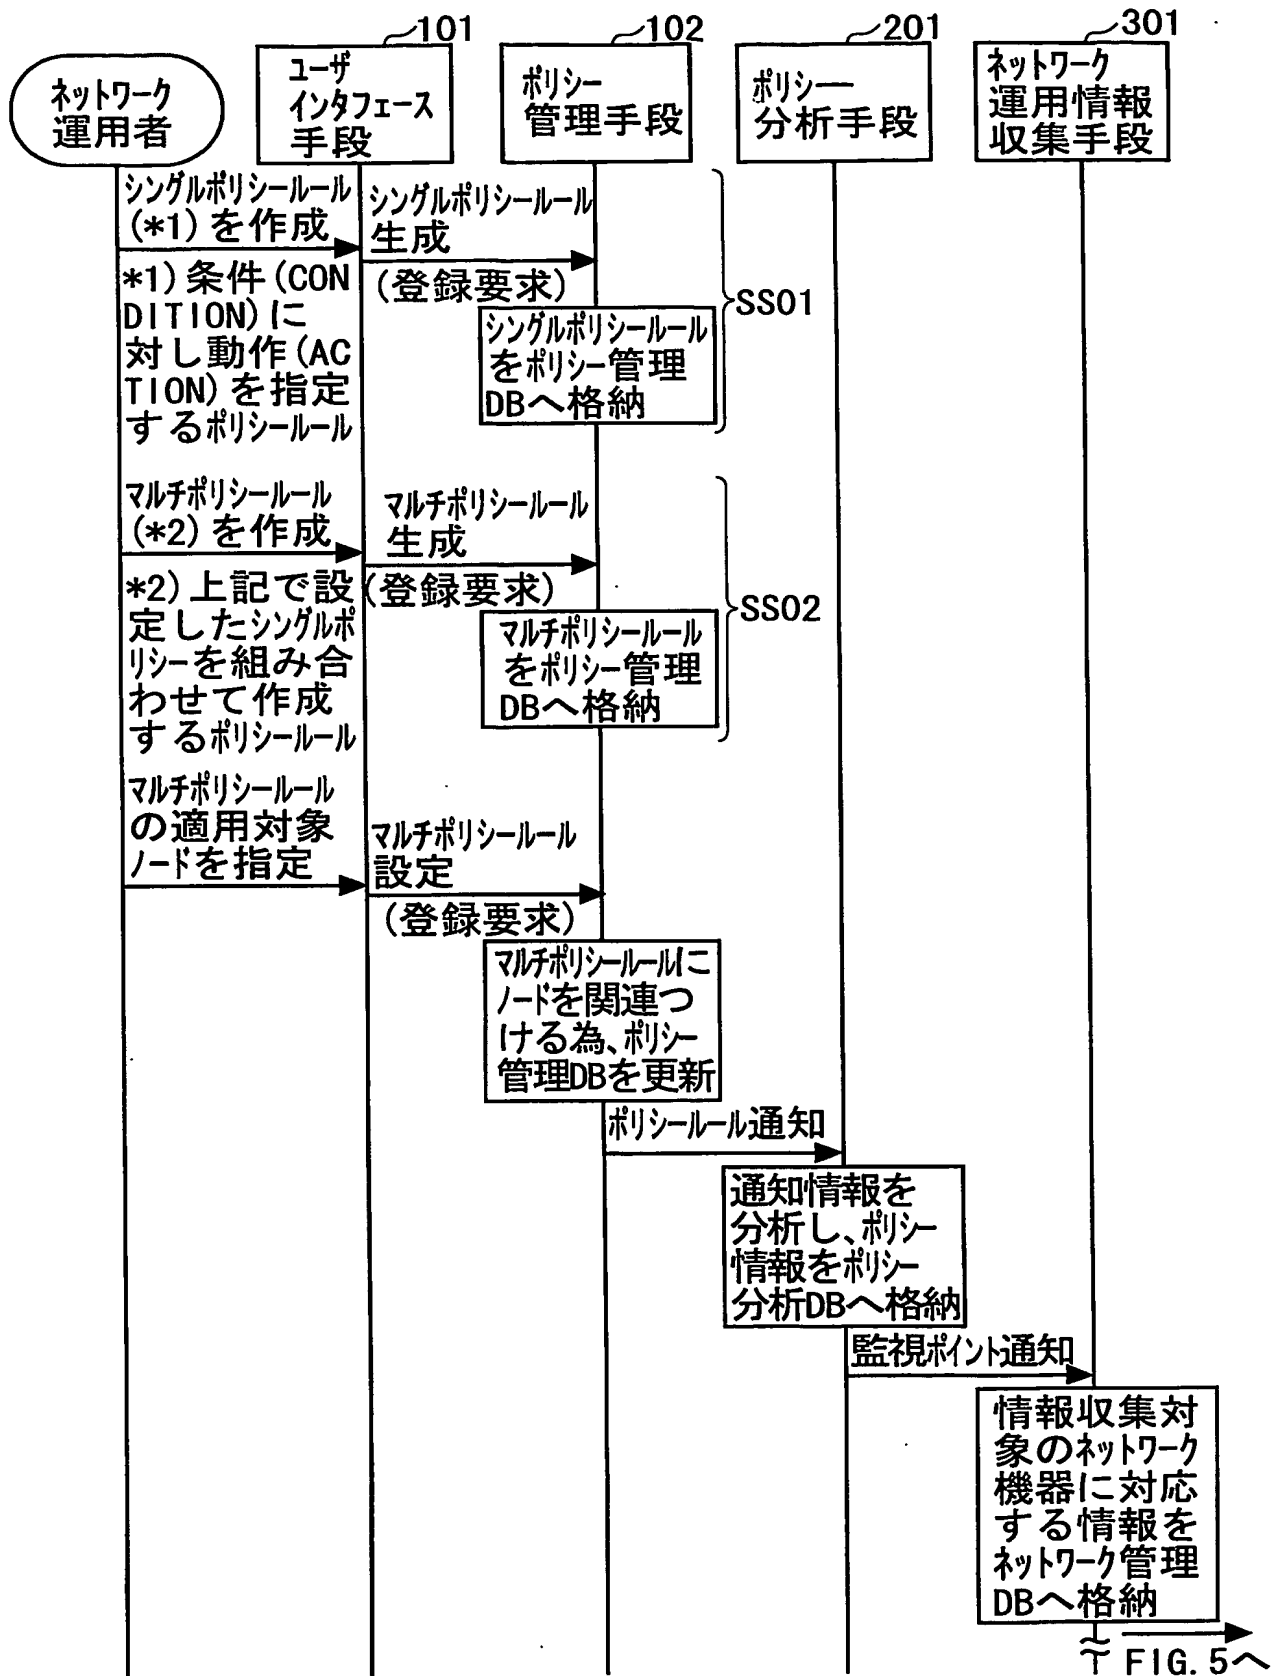 101
102
201
301
ネットワーク
運用者
ユーザ
インタフェース
手段
ポリシー
管理手段
ポリシー
分析手段
ネットワーク
運用情報
収集手段
シングルポリシールール
(*1)を作成
シングルポリシールール
生成
(登録要求)
*1)条件(CON
DITION)に
対し動作(AC
TION)を指定
するポリシールール
シングルポリシールール
をポリシー管理
DBへ格納
SS01
マルチポリシールール
(*2)を作成
マルチポリシールール
生成
(登録要求)
*2)上記で設
定したシングルポ
リシーを組み合
わせて作成
するポリシールール
マルチポリシールール
をポリシー管理
DBへ格納
SS02
マルチポリシールール
の適用対象
ノードを指定
マルチポリシールール
設定
(登録要求)
マルチポリシールールに
ノードを関連つ
ける為、ポリシー
管理DBを更新
ポリシールール通知
通知情報を
分析し、ポリシー
情報をポリシー
分析DBへ格納
監視ポイント通知
情報収集対
象のネットワーク
機器に対応
する情報を
ネットワーク管理
DBへ格納
FIG. 5へ